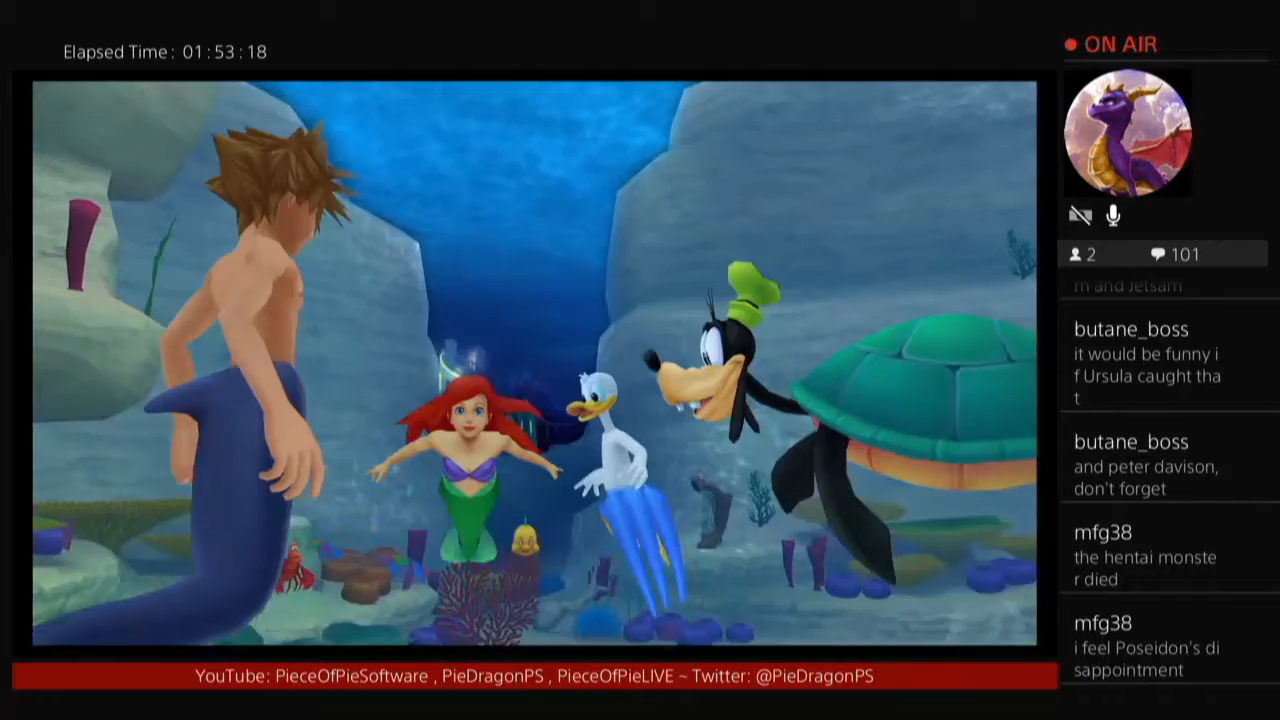 Elapsed Time: 01:53:18
ON AIR
2 101
m and Jetsam
butane_boss
it would be funny i
f Ursula caught tha
t
butane_boss
and peter davison,
don't forget
mfg38
the hentai monste
r died
mfg38
i feel Poseidon's di
sappointment
YouTube: PieceOfPieSoftware , PieDragonPS , PieceOfPieLIVE ~ Twitter: @PieDragonPS